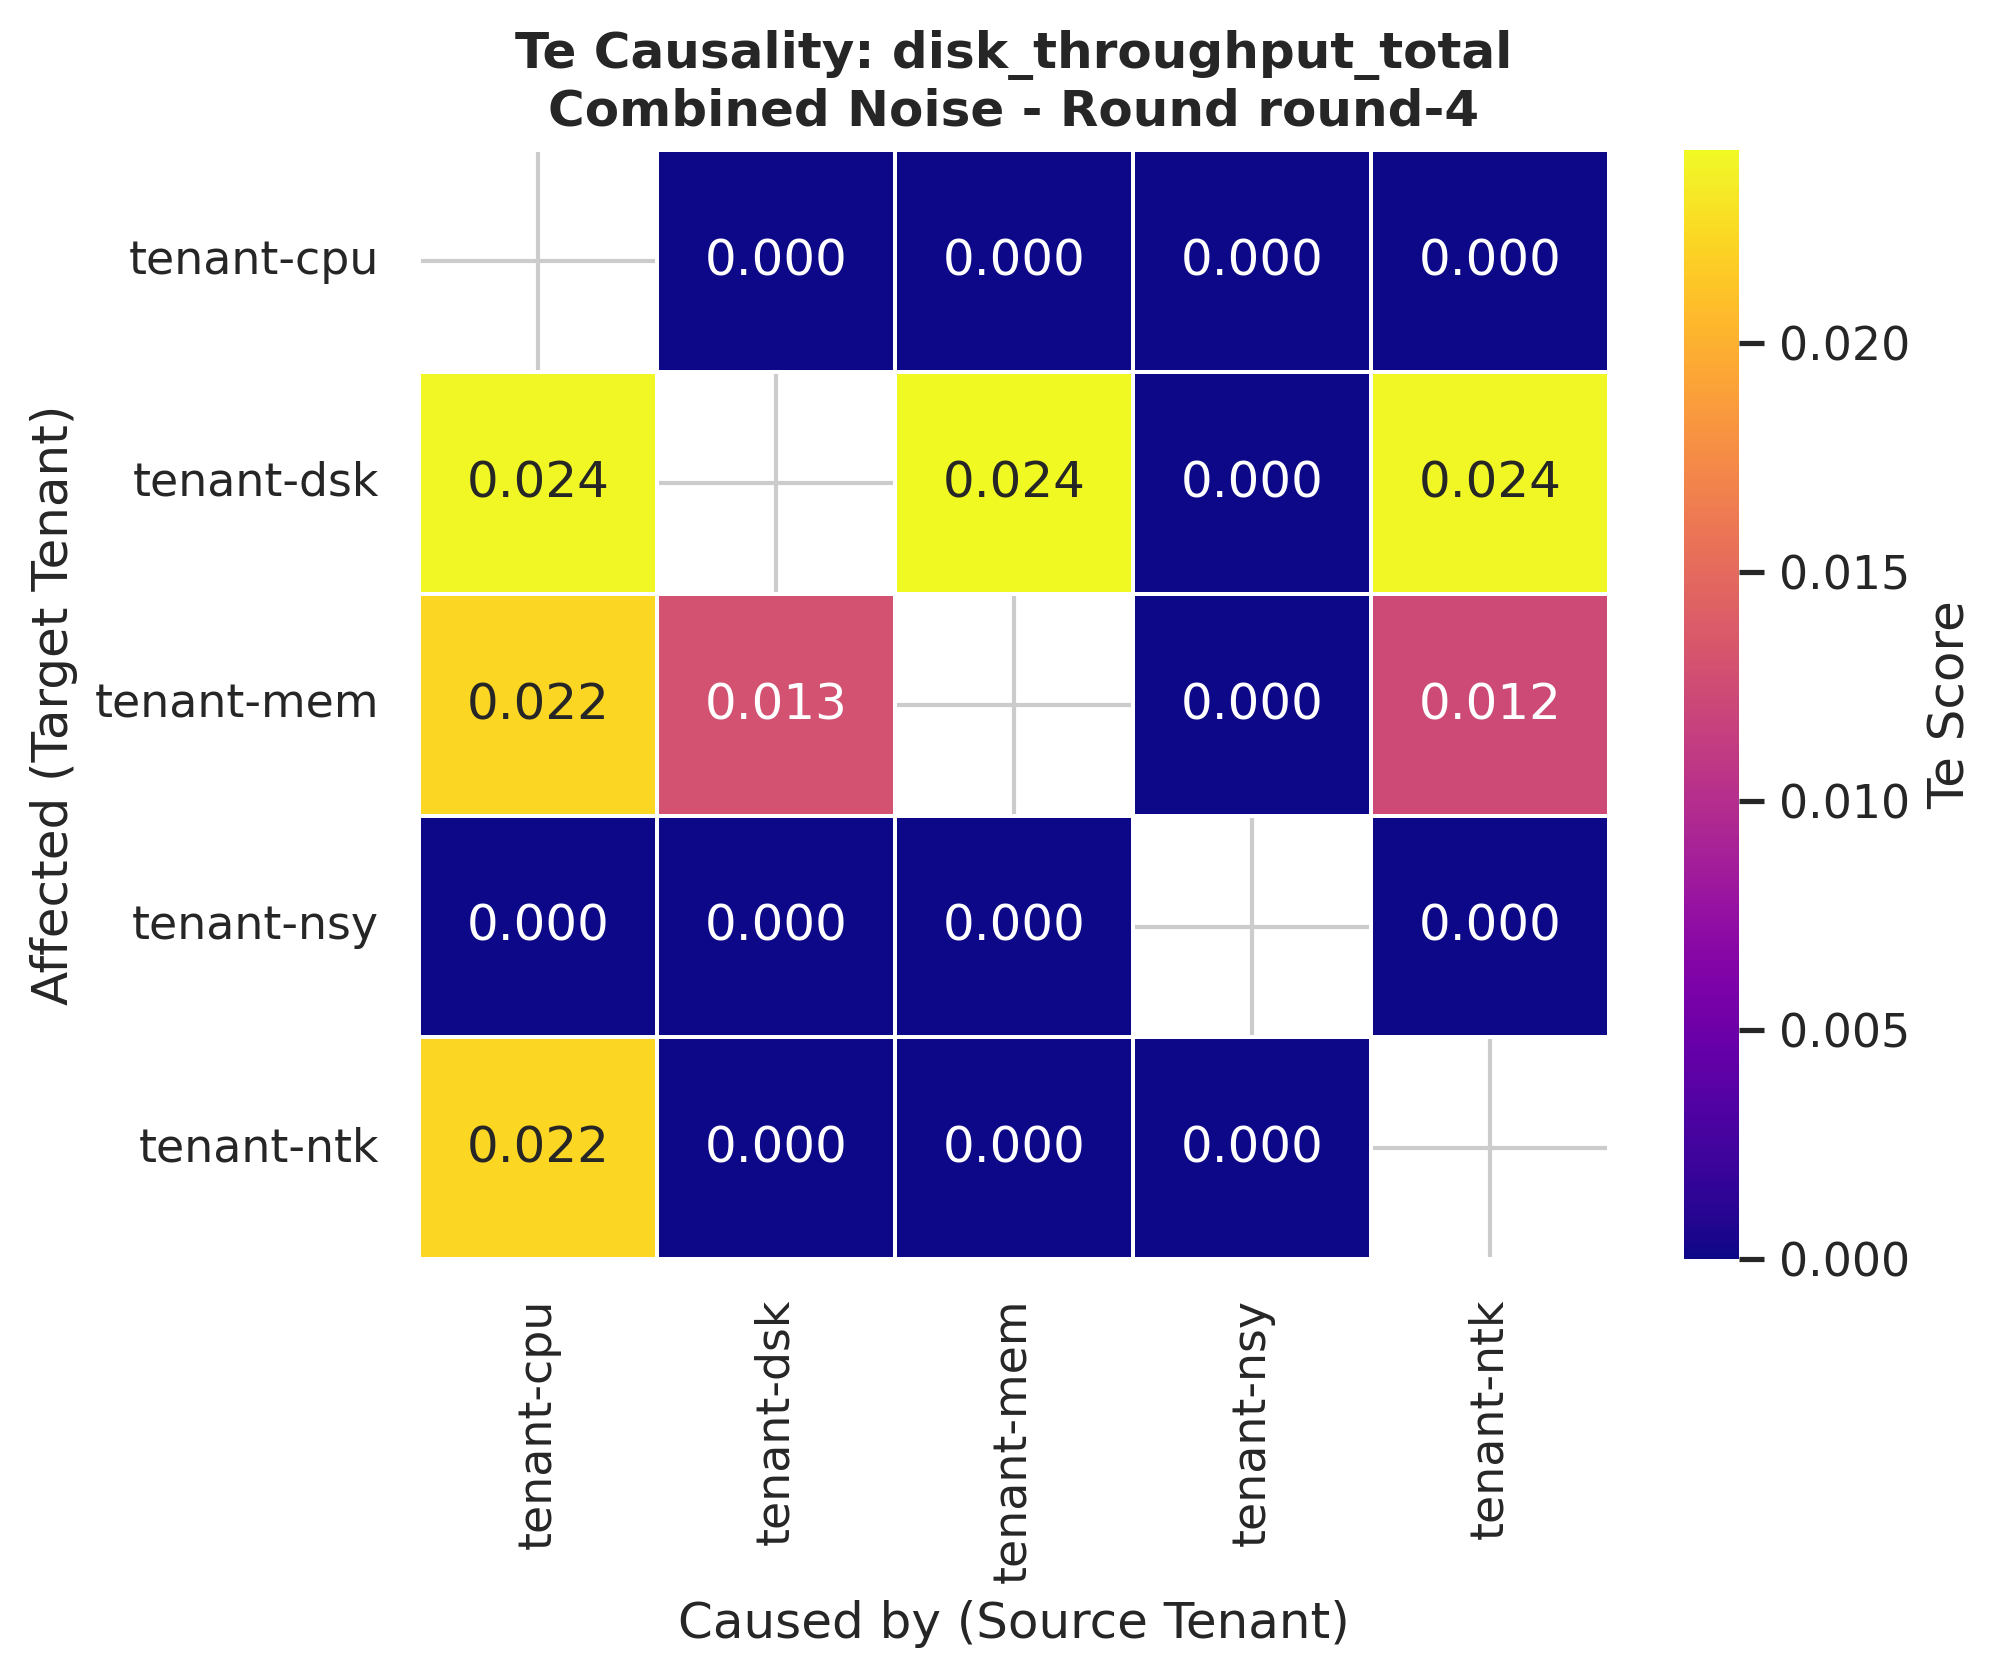 Te Causality: disk_throughput_total
Combined Noise - Round round-4
tenant-cpu
0.000 0.000 0.000 0.000
tenant-dsk
0.024 0.024 0.000 0.024
tenant-mem
0.022 0.013 0.000 0.012
tenant-nsy
0.000 0.000 0.000 0.000
tenant-ntk
0.022 0.000 0.000 0.000
Affected (Target Tenant)
tenant-cpu
tenant-dsk
tenant-mem
tenant-nsy
tenant-ntk
Caused by (Source Tenant)
0.020
0.015
0.010
0.005
0.000
Te Score